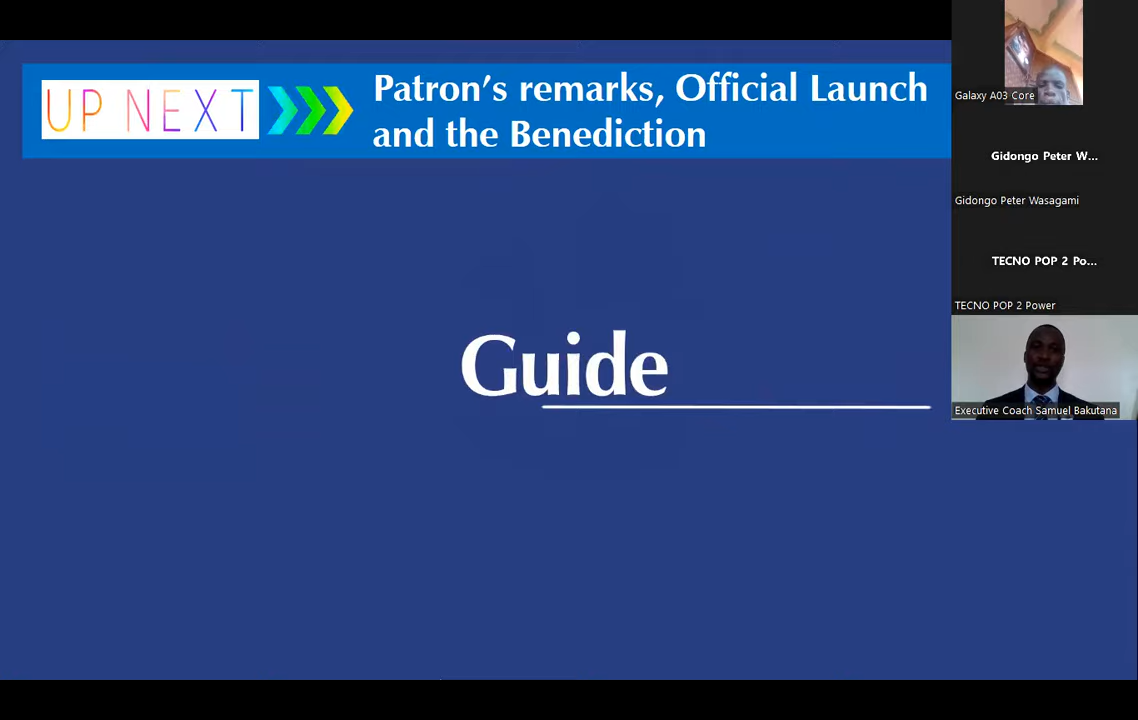 UP NEXT
Patron's remarks, Official Launch
and the Benediction
Guide
Galaxy A03 Core
Gidongo Peter W...
Gidongo Peter Wasagami
TECNO POP 2 Po...
TECNO POP 2 Power
Executive Coach Samuel Bakutana